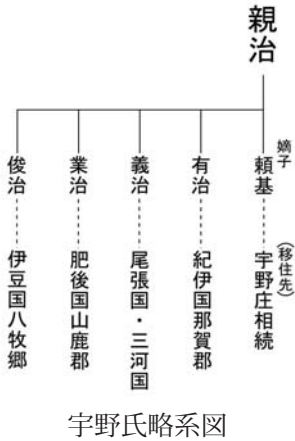 親治
嫡子
頼基
(移住先)
宇野庄相続
有治
紀伊国那賀郡
義治
尾張国・三河国
業治
肥後国山鹿郡
俊治
伊豆国八牧郷
宇野氏略系図